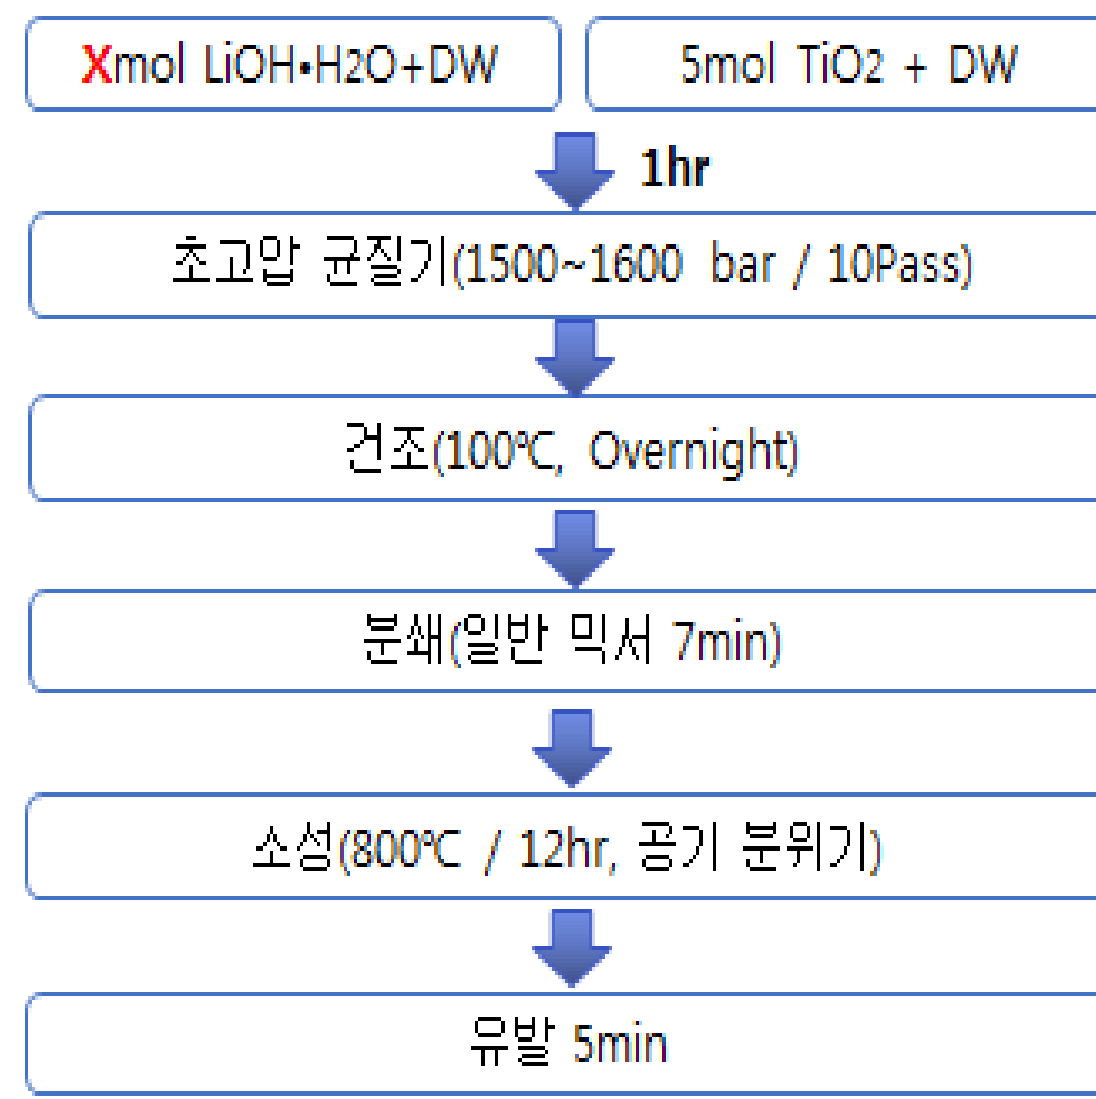 Xmol LiOH•H2O+DW
5mol TiO2 + DW
1hr
초고압 균질기(1500~1600 bar / 10Pass)
건조(100℃, Overnight)
분쇄(일반 믹서 7min)
소성(800℃ / 12hr, 공기 분위기)
유발 5min